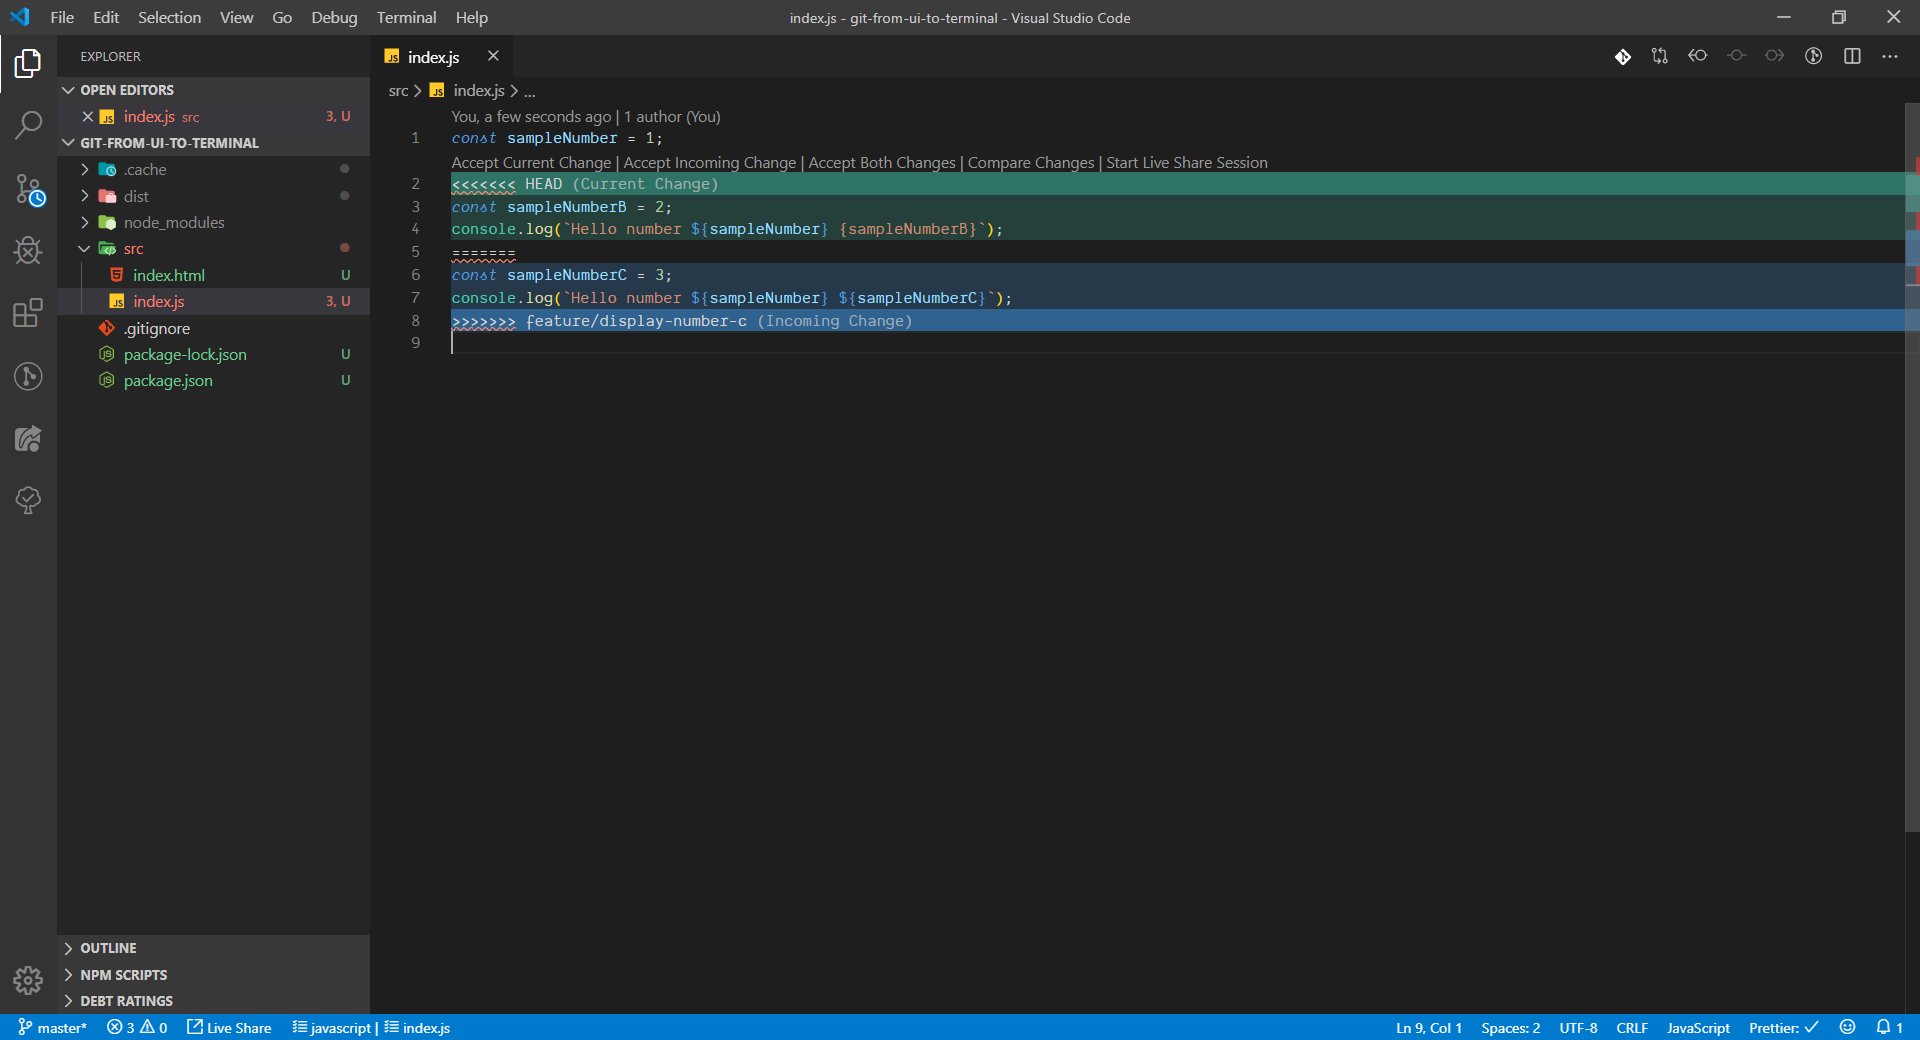 File Edit Selection View Go Debug Terminal Help
index.js - git-from-ui-to-terminal - Visual Studio Code
EXPLORER
OPEN EDITORS
index.js src 3, U
GIT-FROM-UI-TO-TERMINAL
.cache
dist
node_modules
src
index.html U
index.js 3, U
.gitignore
package-lock.json U
package.json U
OUTLINE
NPM SCRIPTS
DEBT RATINGS
index.js
src > index.js > ...
You, a few seconds ago | 1 author (You)
1 const sampleNumber = 1;
Accept Current Change | Accept Incoming Change | Accept Both Changes | Compare Changes | Start Live Share Session
2 <<<<<<< HEAD (Current Change)
3 const sampleNumberB = 2;
4 console.log(`Hello number ${sampleNumber} {sampleNumberB}`);
5 =======
6 const sampleNumberC = 3;
7 console.log(`Hello number ${sampleNumber} ${sampleNumberC}`);
8 >>>>>>> feature/display-number-c (Incoming Change)
9
master* 3 0 Live Share javascript | index.js
Ln 9, Col 1 Spaces: 2 UTF-8 CRLF JavaScript Prettier: ✓ 1